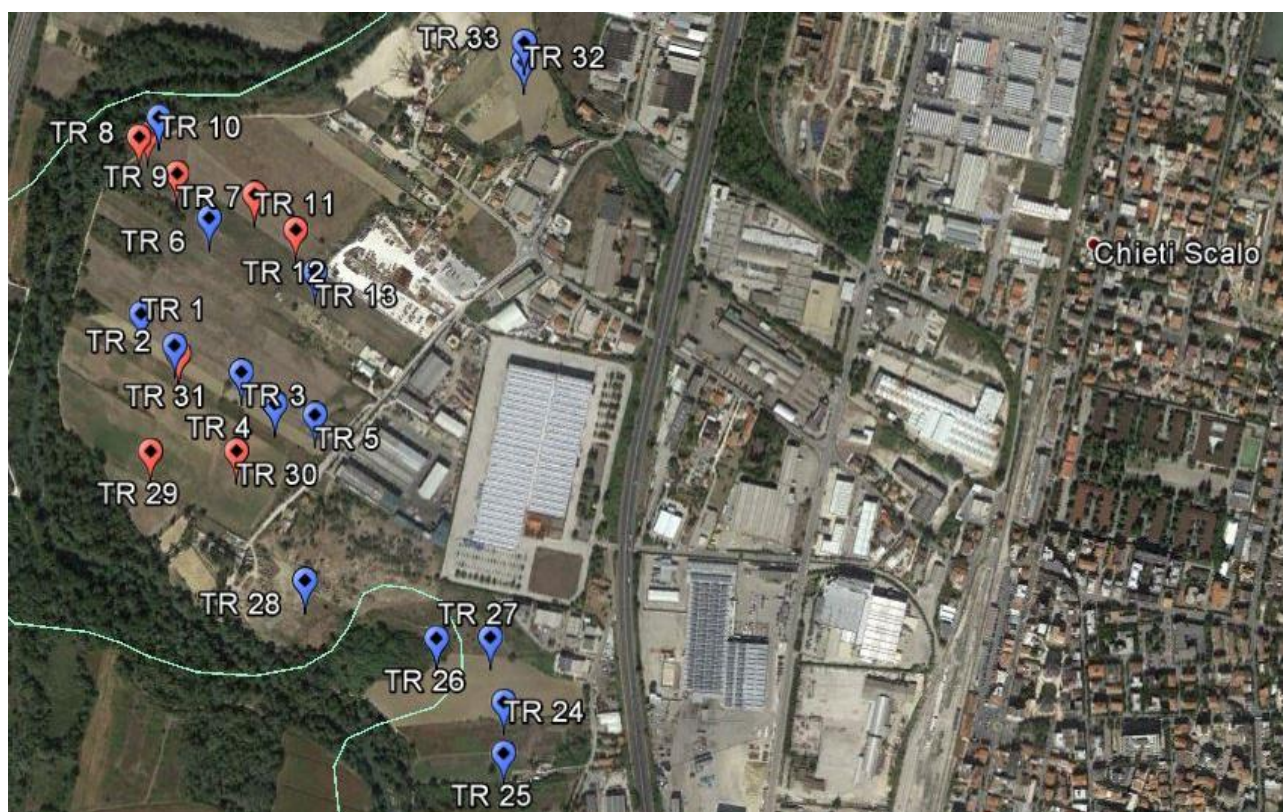 TR 33
TR 32
TR 8
TR 10
TR 9
TR 7
TR 11
TR 6
TR 12
TR 13
Chieti Scalo
TR 1
TR 2
TR 31
TR 3
TR 4
TR 5
TR 30
TR 29
TR 28
TR 27
TR 26
TR 24
TR 25